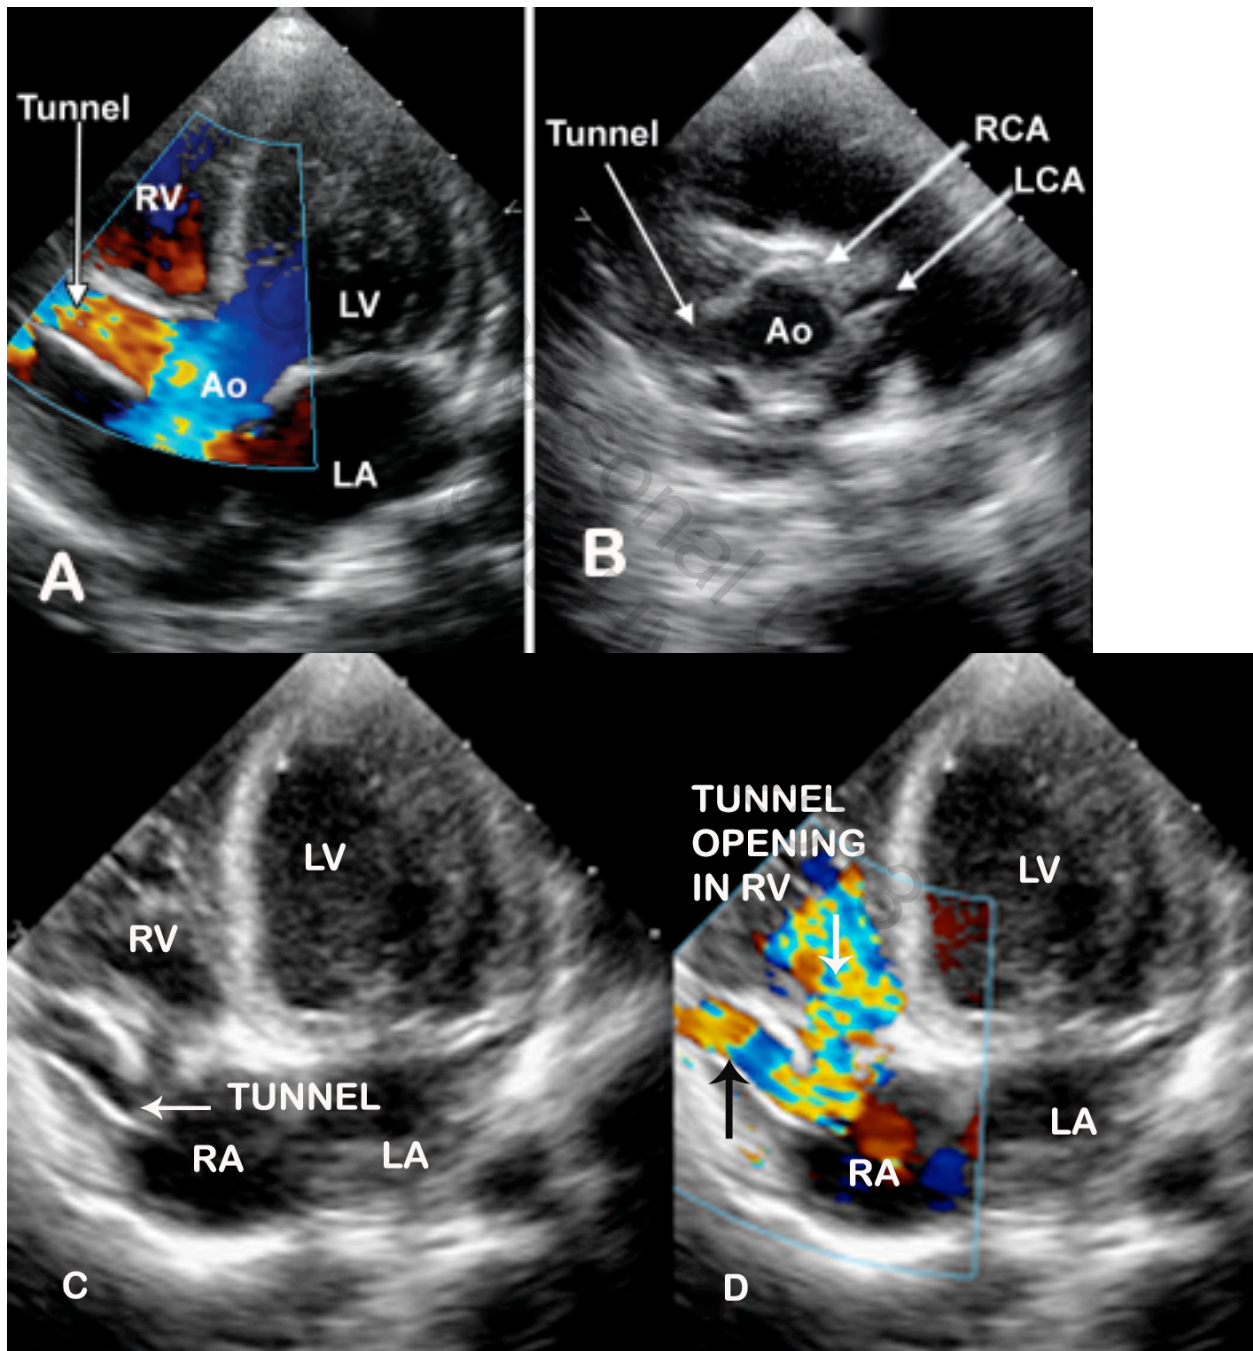 Tunnel
RV
LV
Ao
LA
A
Tunnel
RCA
LCA
Ao
B
LV
RV
TUNNEL
RA
LA
C
TUNNEL
OPENING
IN RV
LV
LA
RA
D